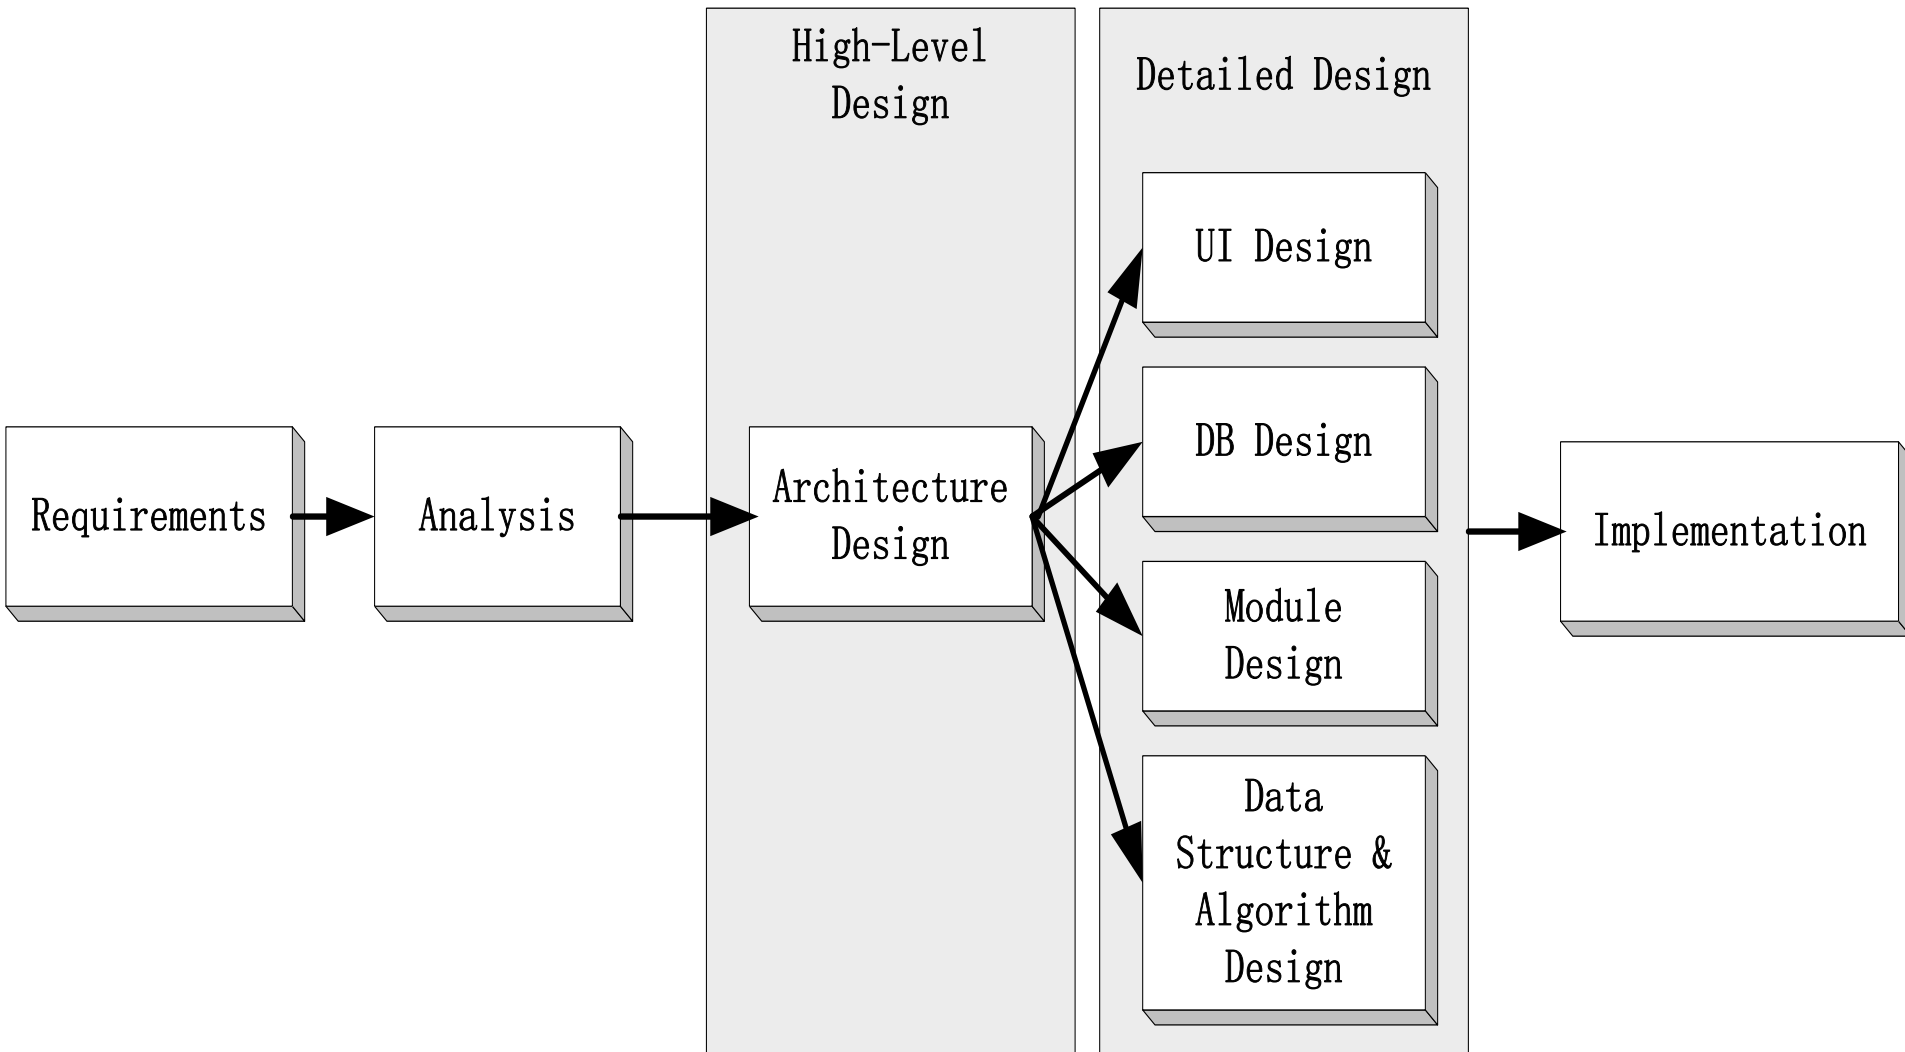 High-Level
Design
Detailed Design
UI Design
DB Design
Requirements
Analysis
Architecture
Design
Module
Design
Data
Structure &
Algorithm
Design
Implementation